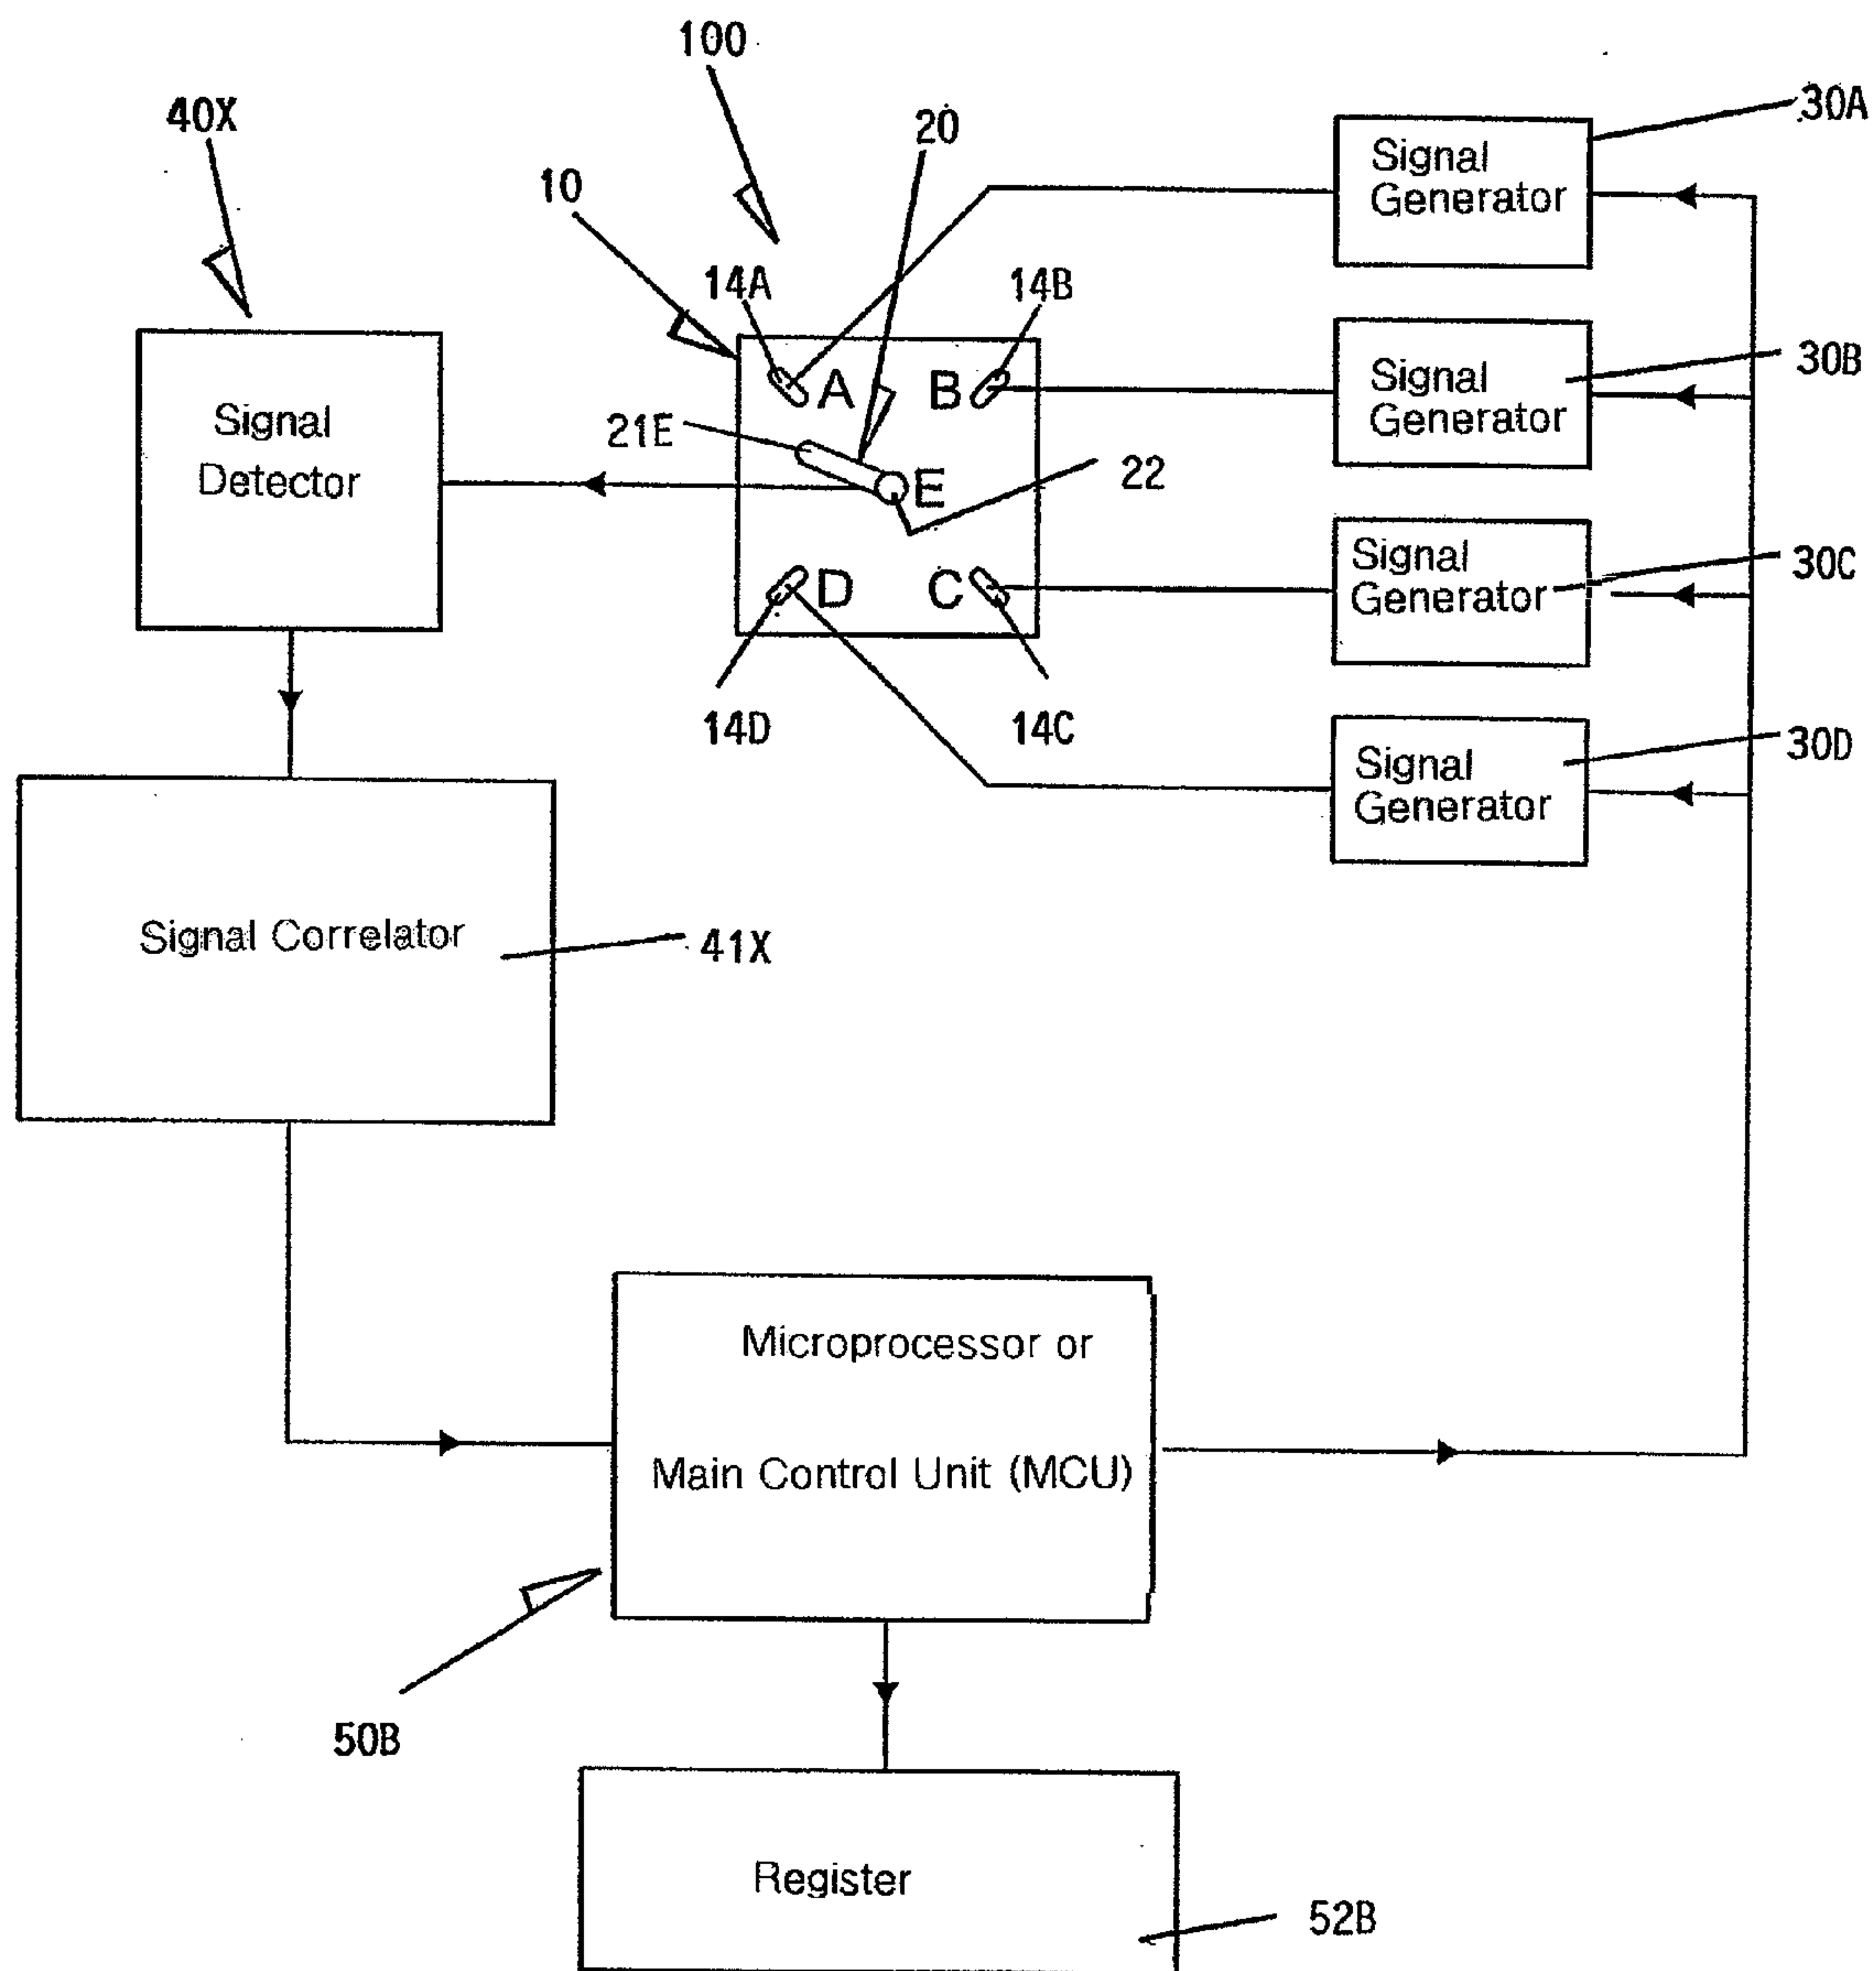 100
40X
20
30A
Signal
Generator
10
14A
14B
30B
Signal
Generator
A
B
Signal
Detector
21E
22
E
30C
Signal
Generator
D
C
14D
14C
30D
Signal
Generator
Signal Correlator
41X
Microprocessor or
Main Control Unit (MCU)
50B
Register
52B